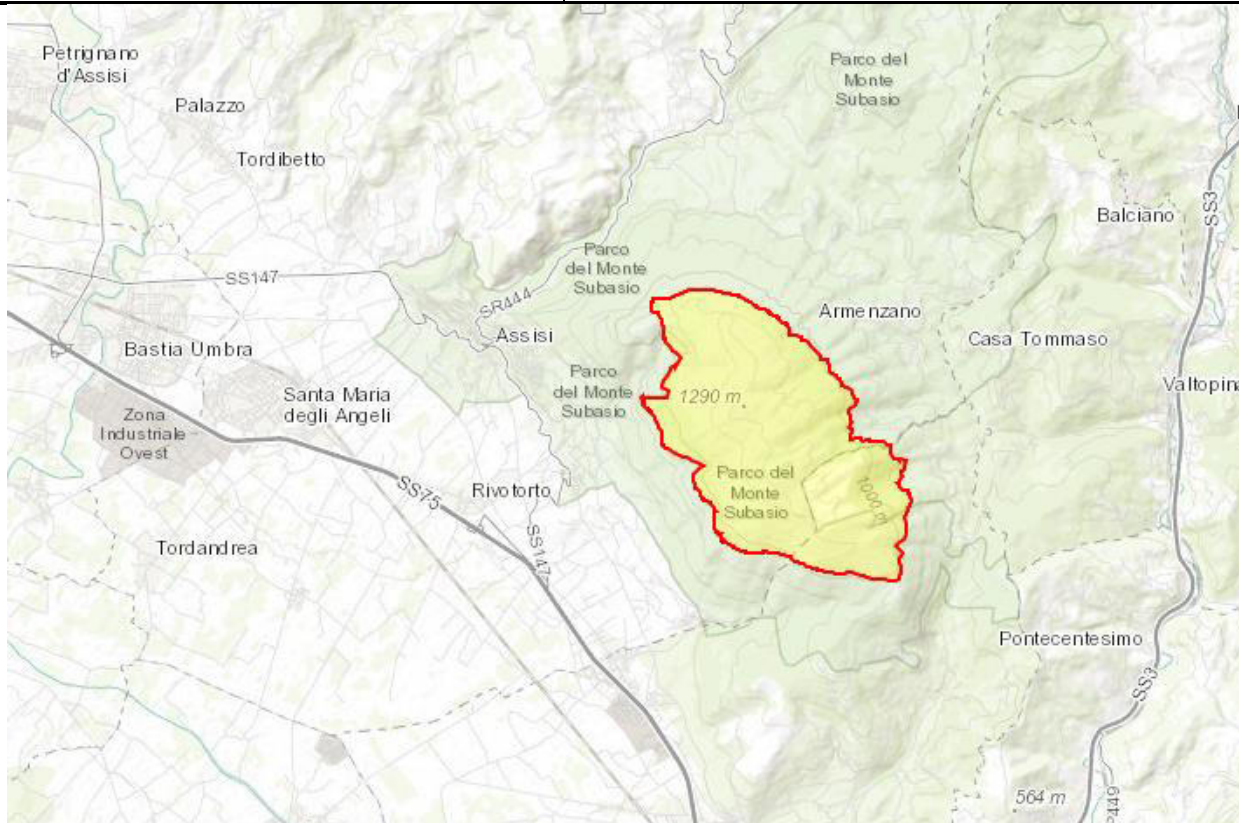 Petrignano
d'Assisi
Parco del
Monte
Subasio
Palazzo
Tordibetto
SS3
Balciano
Parco
del Monte
Subasio
SS147
SR444
Armenzano
Assisi
Casa Tommaso
Bastia Umbra
Parco
del Monte
Subasio
Valtopina
Santa Maria
degli Angeli
1290 m
Zona
Industriale
Ovest
Parco del
Monte
Subasio
1000 m
SS75
Rivotorto
SS147
Tordandrea
Pontecentesimo
SS3
564 m